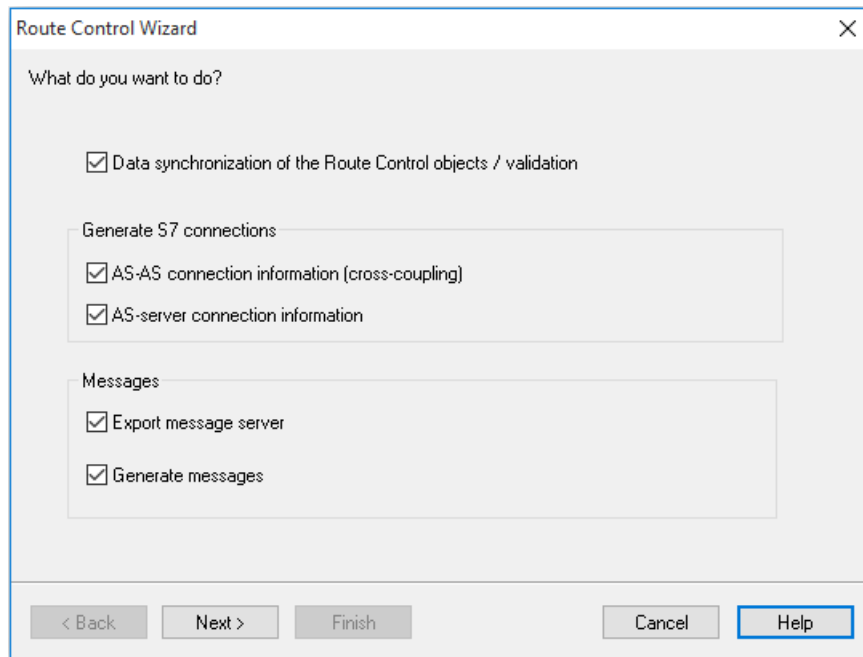 Route Control Wizard
What do you want to do?
Data synchronization of the Route Control objects / validation
Generate S7 connections
AS-AS connection information (cross-coupling)
AS-server connection information
Messages
Export message server
Generate messages
< Back Next > Finish Cancel Help